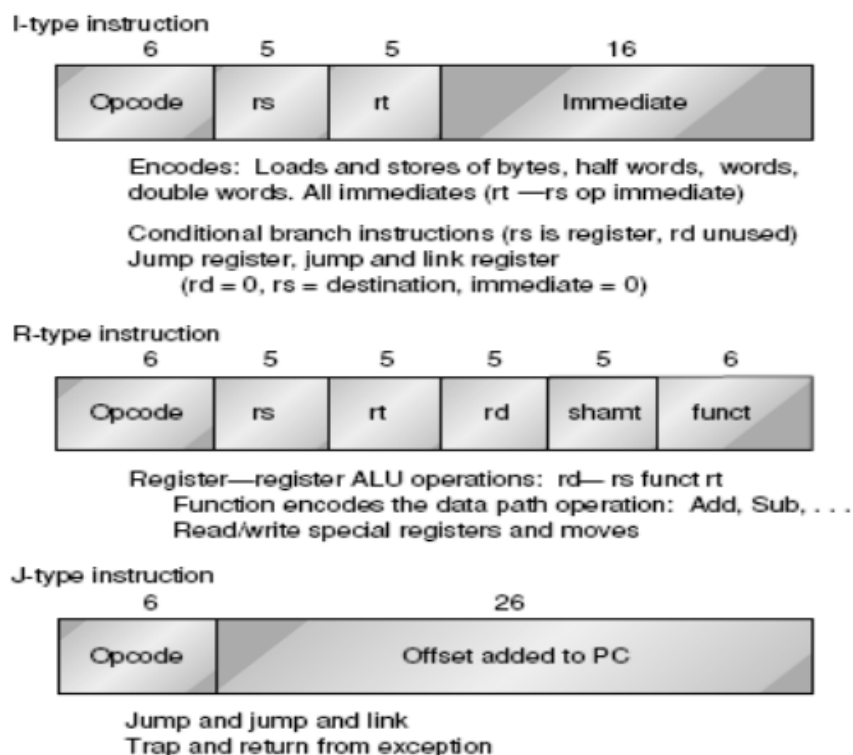 I-type instruction
6 5 5 16
Opcode rs rt Immediate
Encodes: Loads and stores of bytes, half words, words,
double words. All immediates (rt —rs op immediate)
Conditional branch instructions (rs is register, rd unused)
Jump register, jump and link register
(rd = 0, rs = destination, immediate = 0)
R-type instruction
6 5 5 5 5 6
Opcode rs rt rd shamt funct
Register—register ALU operations: rd— rs funct rt
Function encodes the data path operation: Add, Sub, . . .
Read/write special registers and moves
J-type instruction
6 26
Opcode Offset added to PC
Jump and jump and link
Trap and return from exception